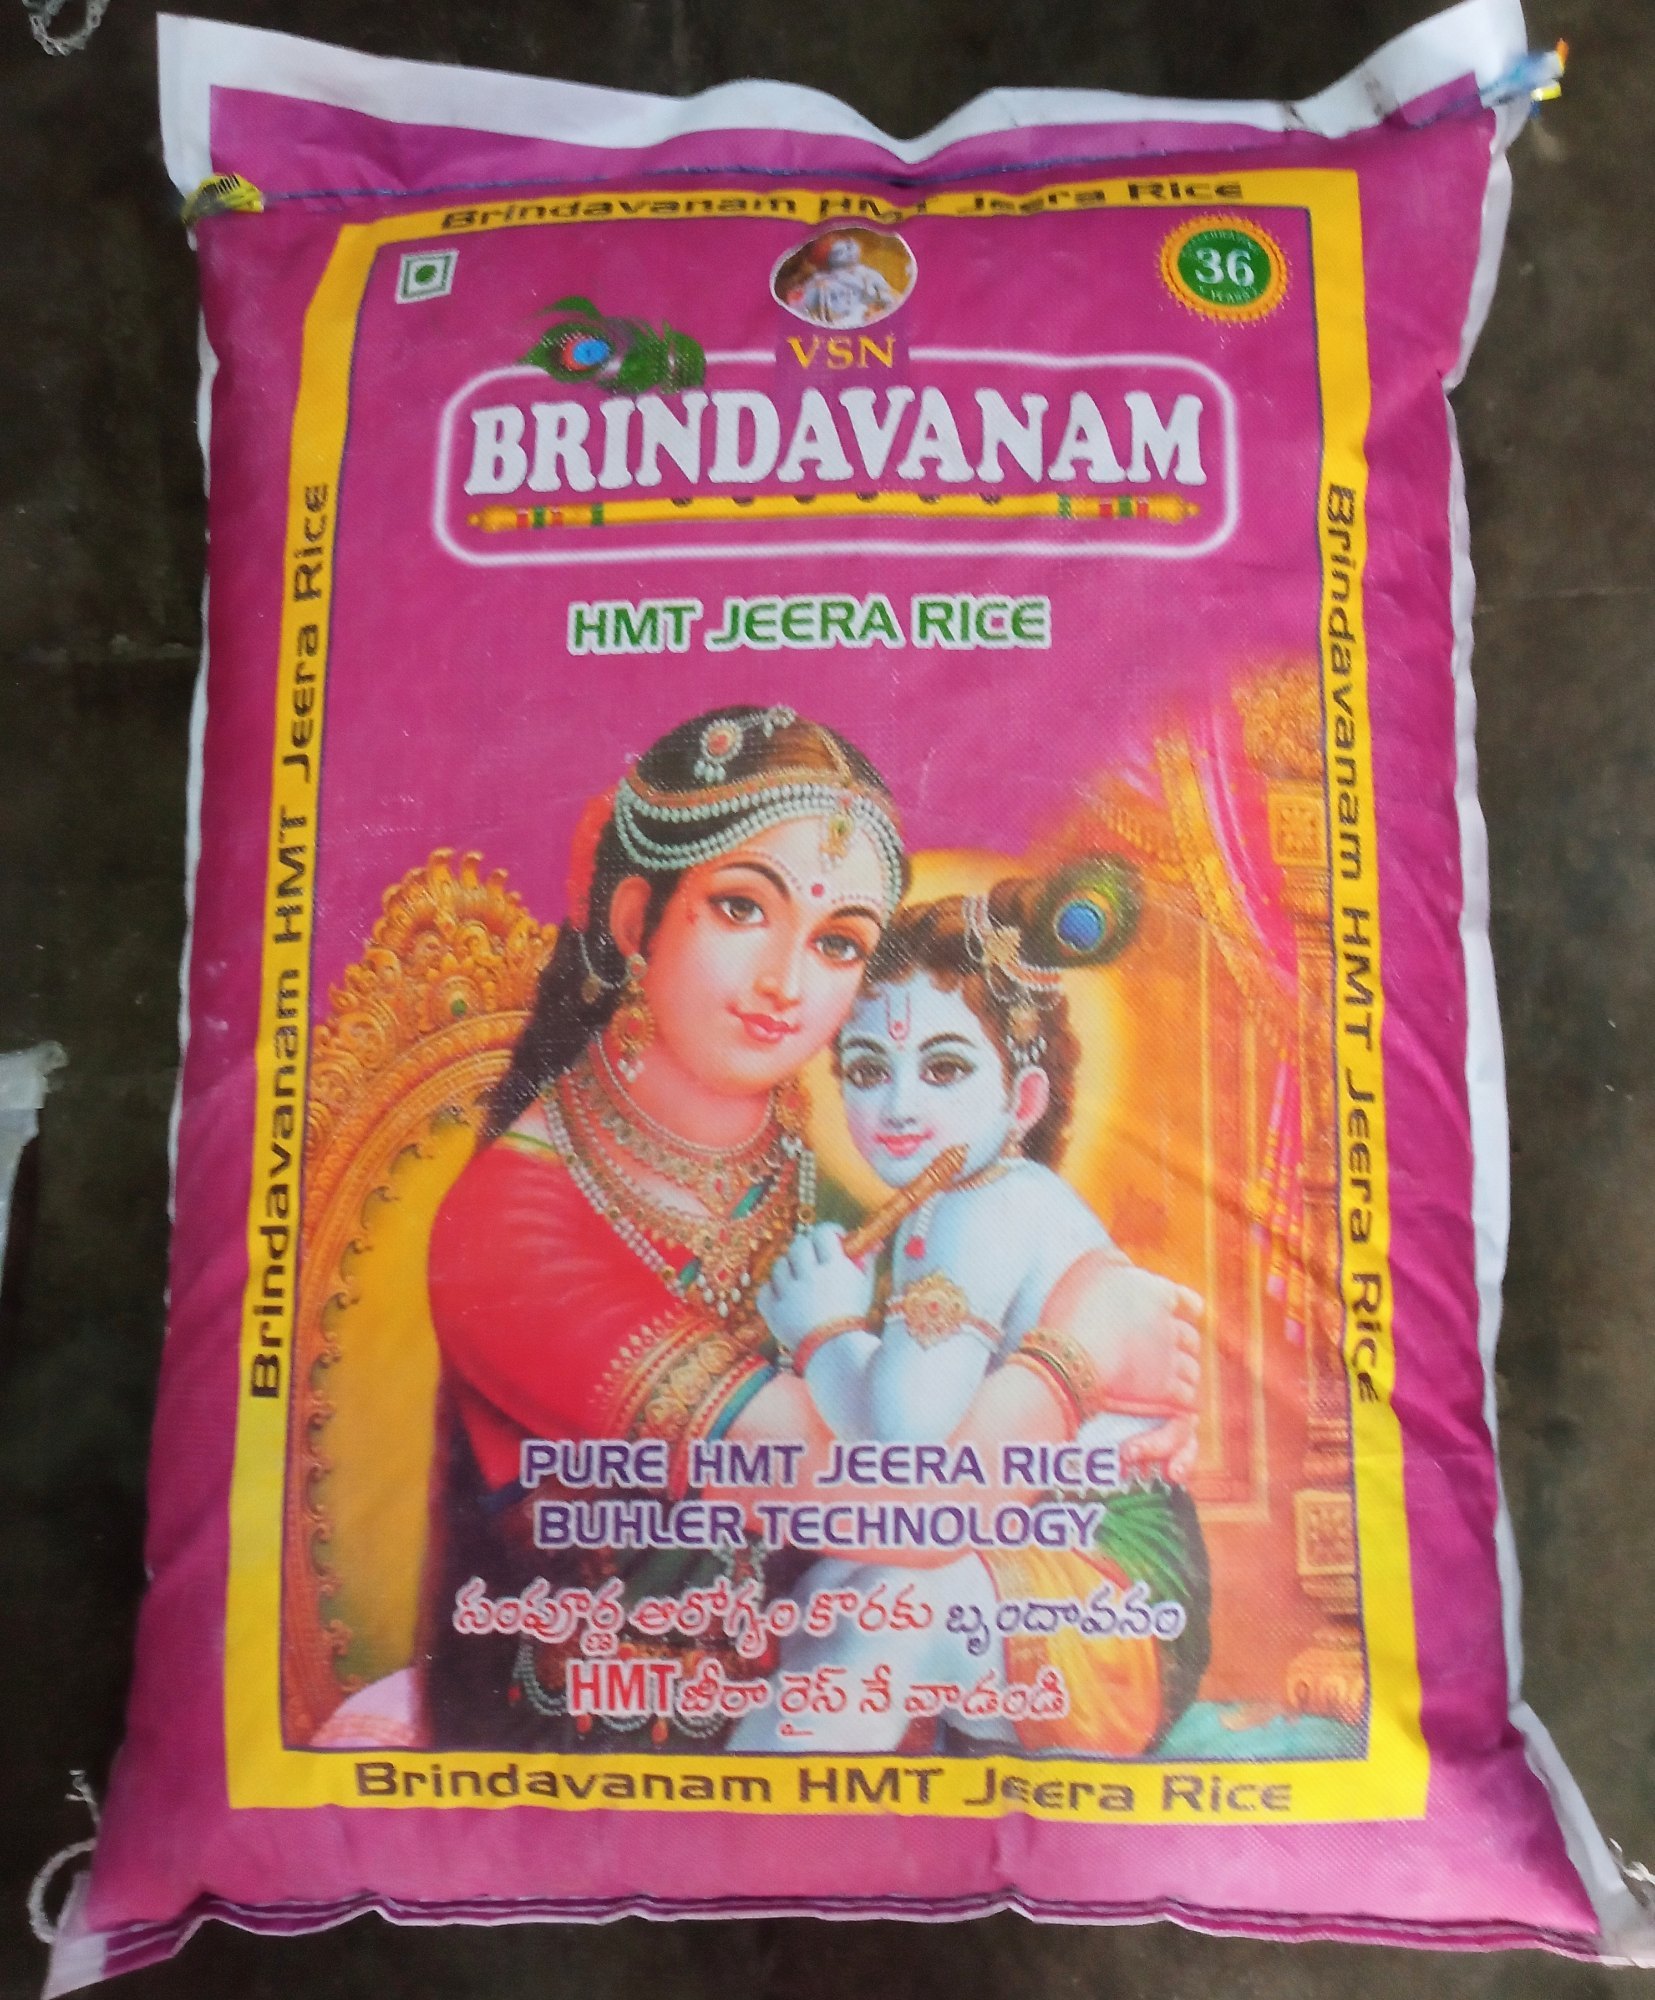 Brindavanam HMT Jeera Rice
36
YEARS
VSN
BRINDAVANAM
HMT JEERA RICE
Brindavanam HMT Jeera Rice
Brindavanam HMT Jeera Rice
PURE HMT JEERA RICE
BUHLER TECHNOLOGY
సంపూర్ణ ఆరోగ్యం కొరకు బృందావనం
HMT జీరా రైస్ నే వాడండి
Brindavanam HMT Jeera Rice